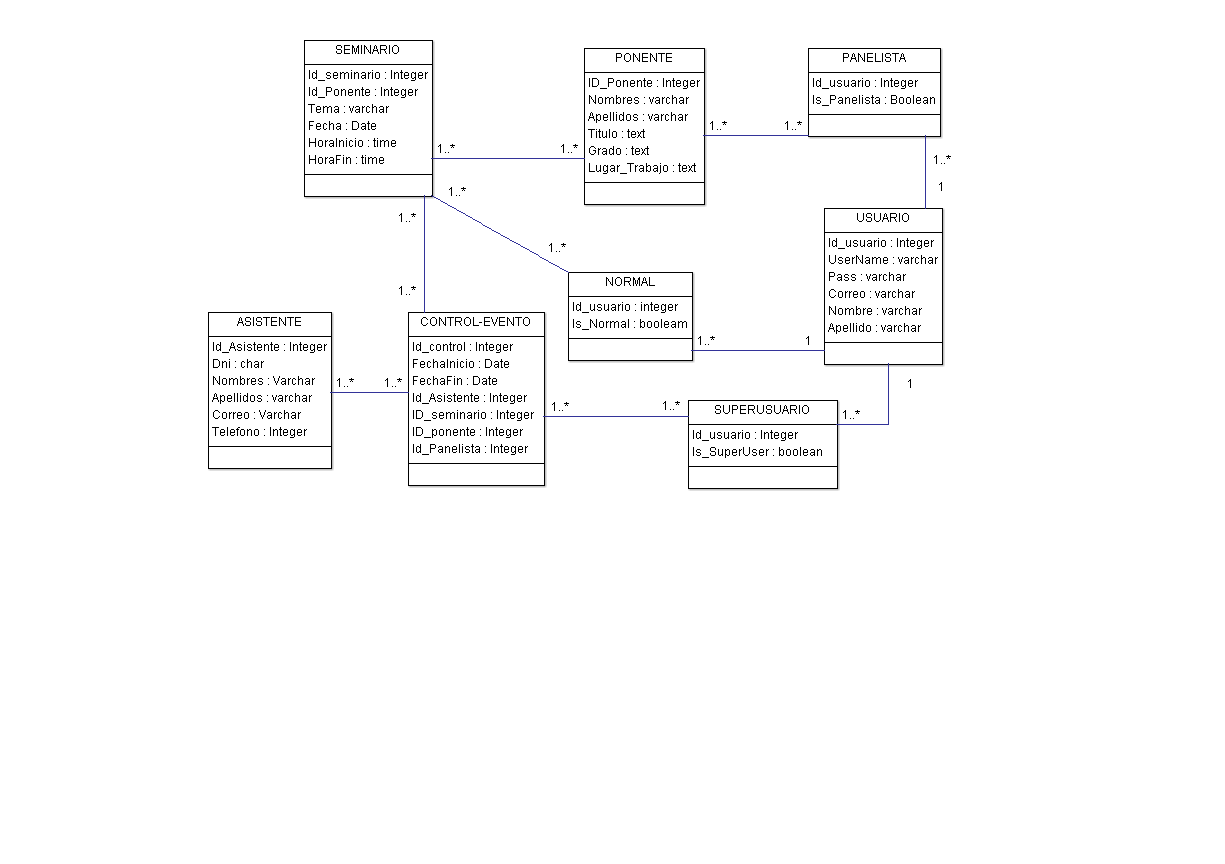 SEMINARIO
Id_seminario : Integer
Id_Ponente : Integer
Tema : varchar
Fecha : Date
HoraInicio : time
HoraFin : time
PONENTE
ID_Ponente : Integer
Nombres : varchar
Apellidos : varchar
Titulo : text
Grado : text
Lugar_Trabajo : text
PANELISTA
Id_usuario : Integer
Is_Panelista : Boolean
1..*
1..*
1..*
1..*
1..*
1
1..*
1..*
1..*
1..*
USUARIO
Id_usuario : Integer
UserName : varchar
Pass : varchar
Correo : varchar
Nombre : varchar
Apellido : varchar
NORMAL
Id_usuario : integer
Is_Normal : booleam
1..*
1
ASISTENTE
Id_Asistente : Integer
Dni : char
Nombres : Varchar
Apellidos : varchar
Correo : Varchar
Telefono : Integer
1..*
1..*
CONTROL-EVENTO
Id_control : Integer
FechaInicio : Date
FechaFin : Date
Id_Asistente : Integer
ID_seminario : Integer
ID_ponente : Integer
Id_Panelista : Integer
1..*
1..*
SUPERUSUARIO
Id_usuario : Integer
Is_SuperUser : boolean
1..*
1